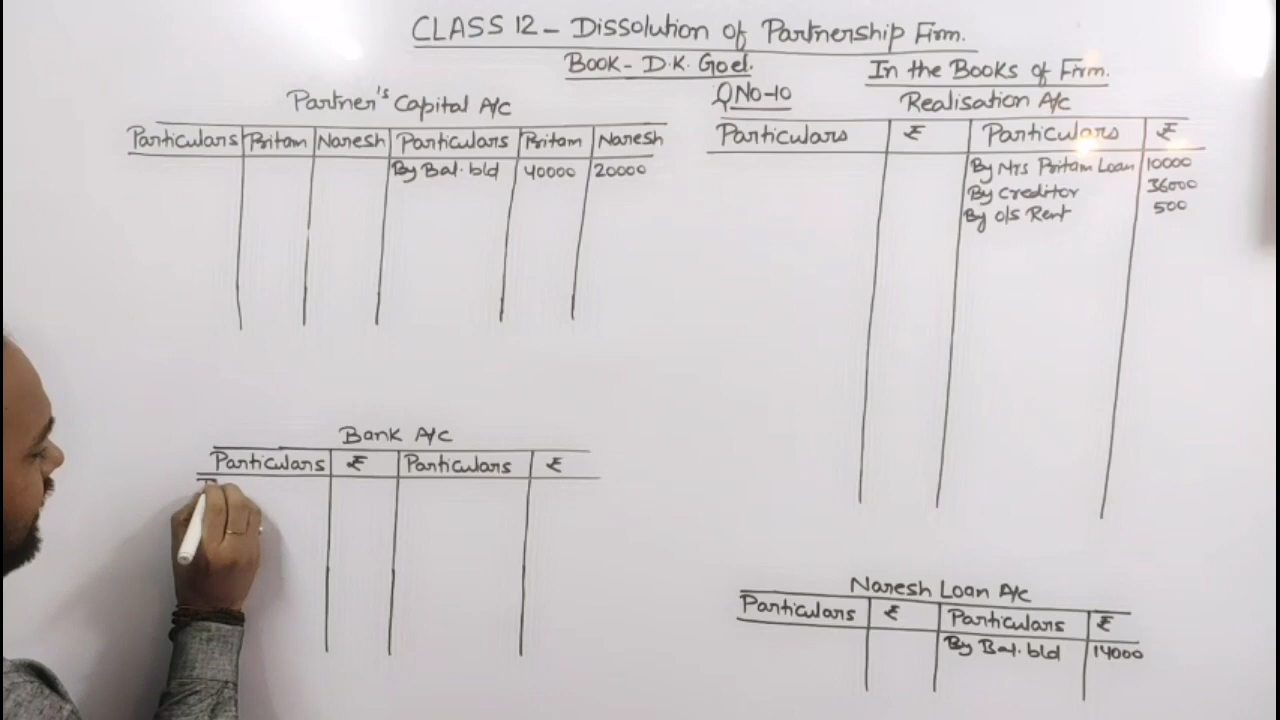 CLASS 12 - Dissolution of Partnership Firm.
BOOK - D.K. Goel.
In the Books of Firm.
QNO-10
Partner's Capital A/c
Particulars Pritam Naresh Particulars Pritam Naresh
By Bal. b/d 40000 20000
Realisation A/c
Particulars ₹ Particulars ₹
By Mrs Pritam Loan 10000
By Creditor 36000
By o/s Rent 500
Bank A/c
Particulars ₹ Particulars ₹
Naresh Loan A/c
Particulars ₹ Particulars ₹
By Bal. b/d 14000